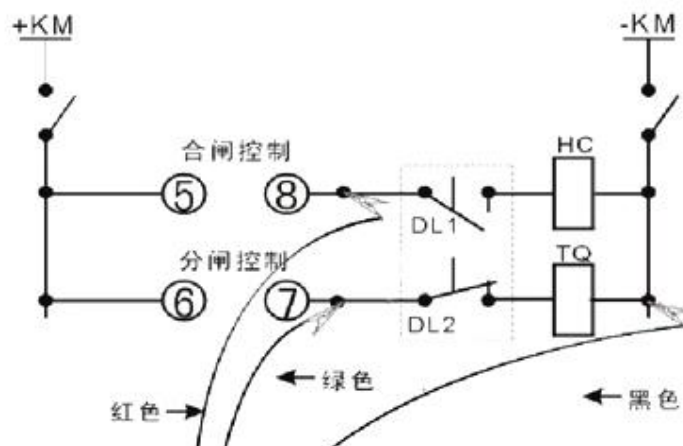 +KM -KM
合闸控制 HC
⑤ ⑧
DL1
分闸控制 TQ
⑥ ⑦
DL2
绿色
红色 黑色